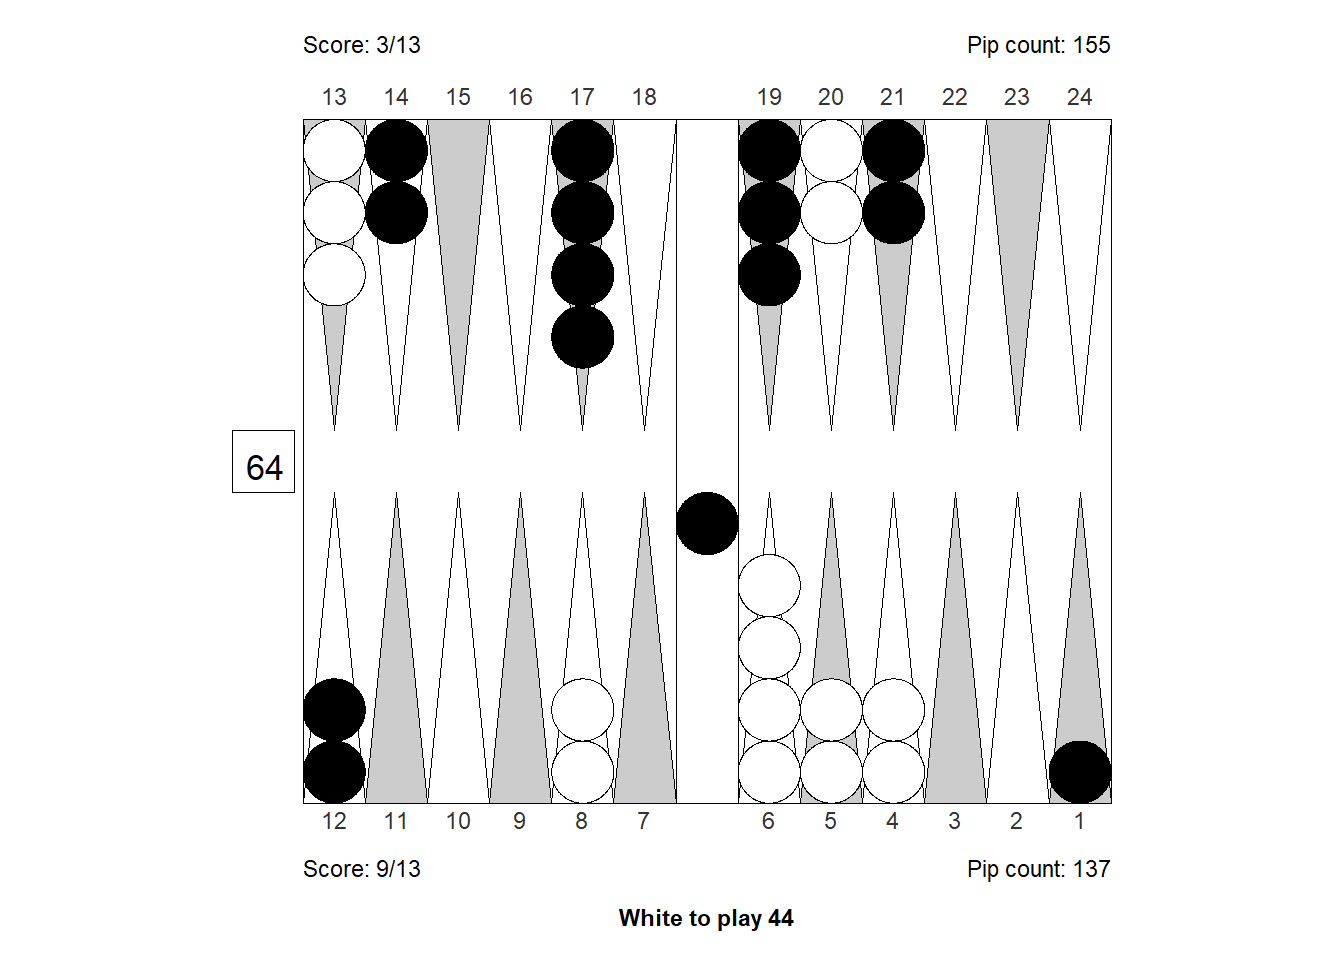 Score: 3/13 Pip count: 155
13 14 15 16 17 18 19 20 21 22 23 24
64
12 11 10 9 8 7 6 5 4 3 2 1
Score: 9/13 Pip count: 137
White to play 44